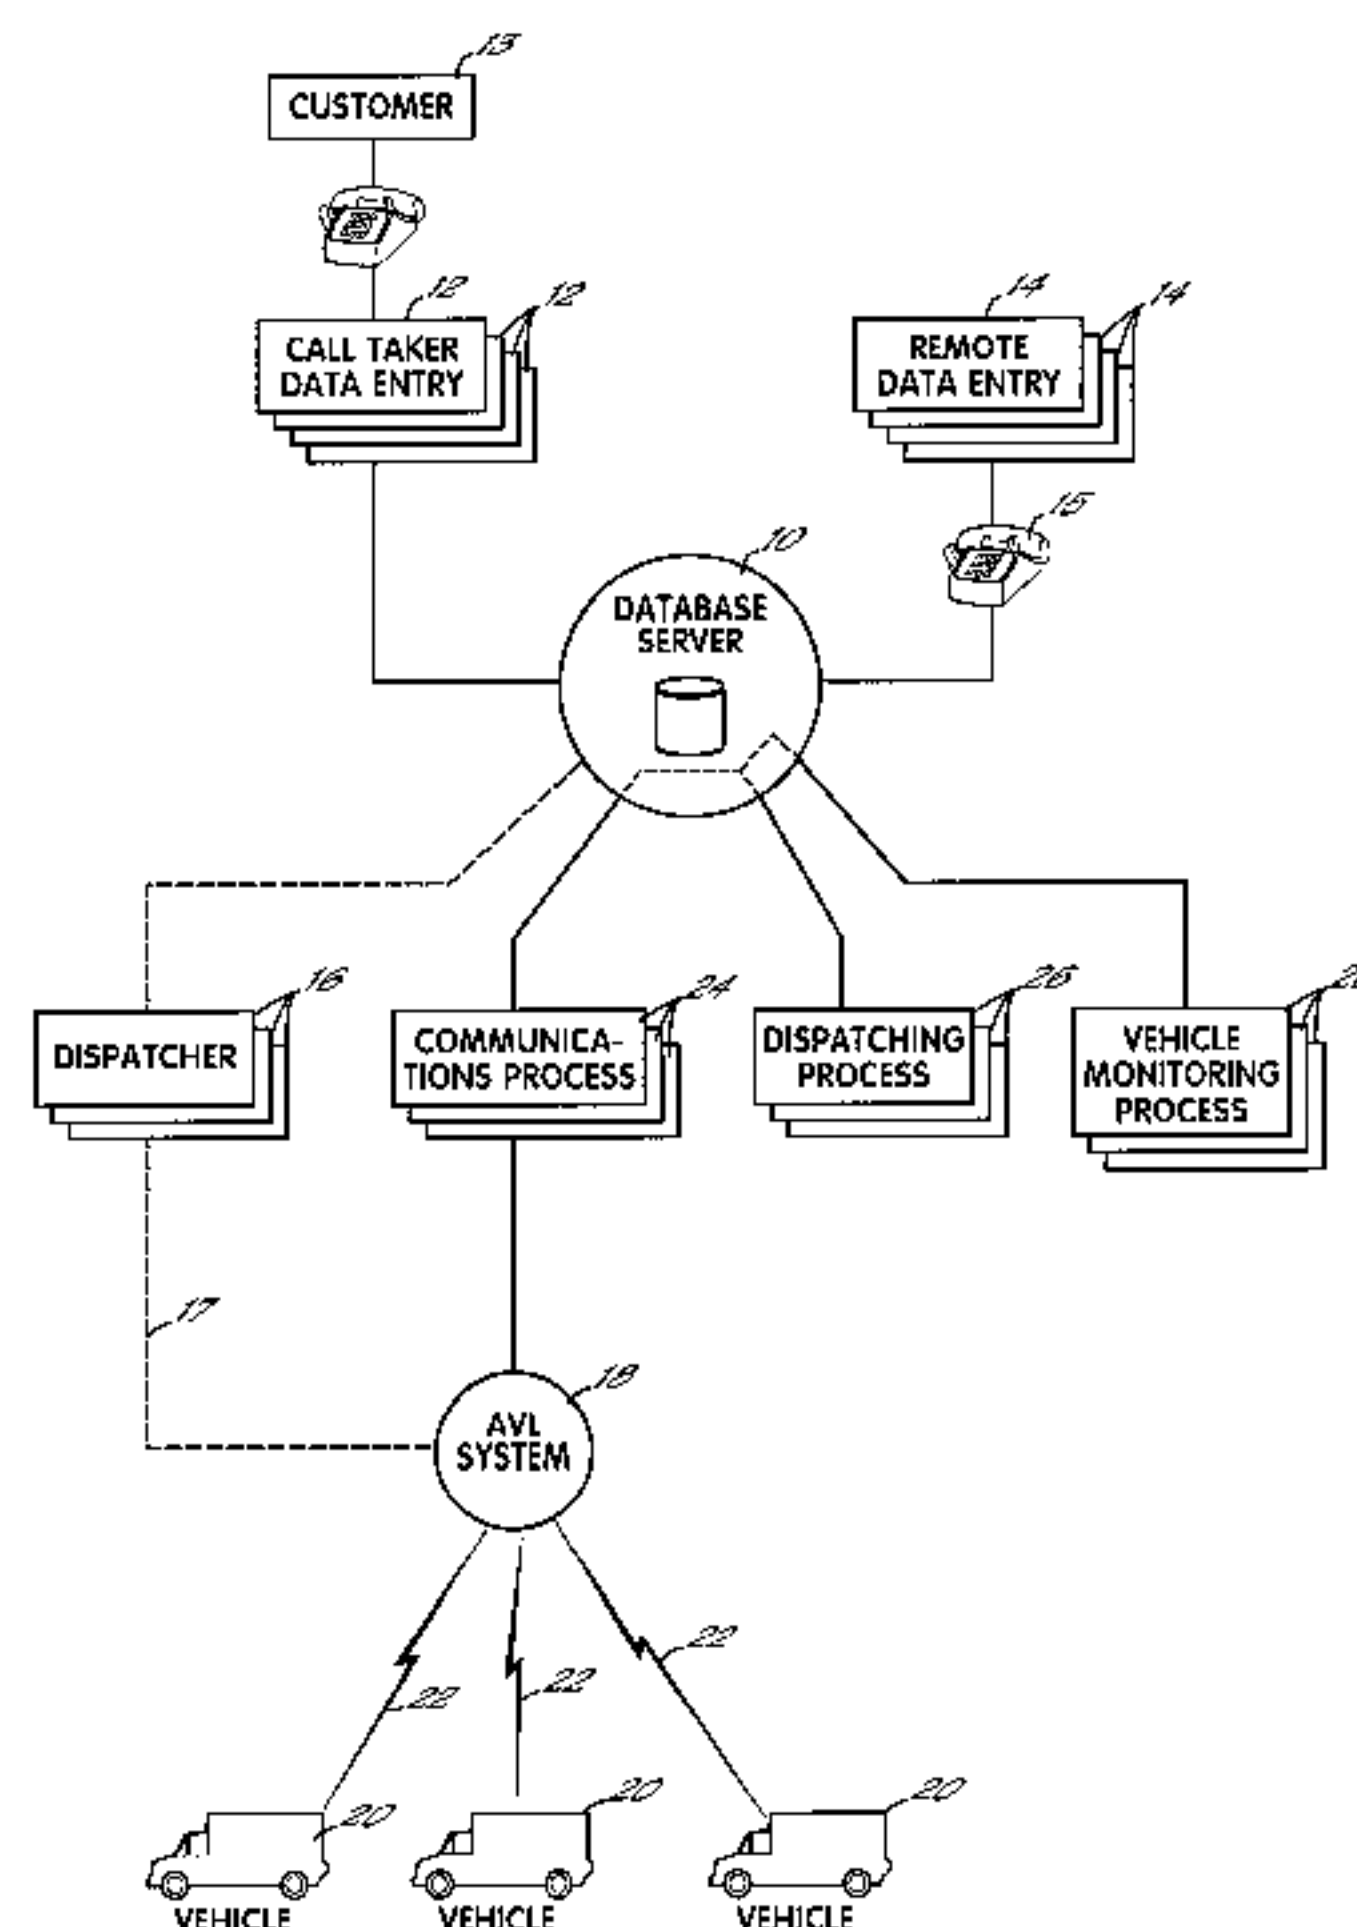 13
CUSTOMER
12
12
CALL TAKER
DATA ENTRY
14
14
REMOTE
DATA ENTRY
15
10
DATABASE
SERVER
16
DISPATCHER
24
COMMUNICA-
TIONS PROCESS
26
DISPATCHING
PROCESS
VEHICLE
MONITORING
PROCESS
17
18
AVL
SYSTEM
22
22
22
20
20
20
VEHICLE
VEHICLE
VEHICLE